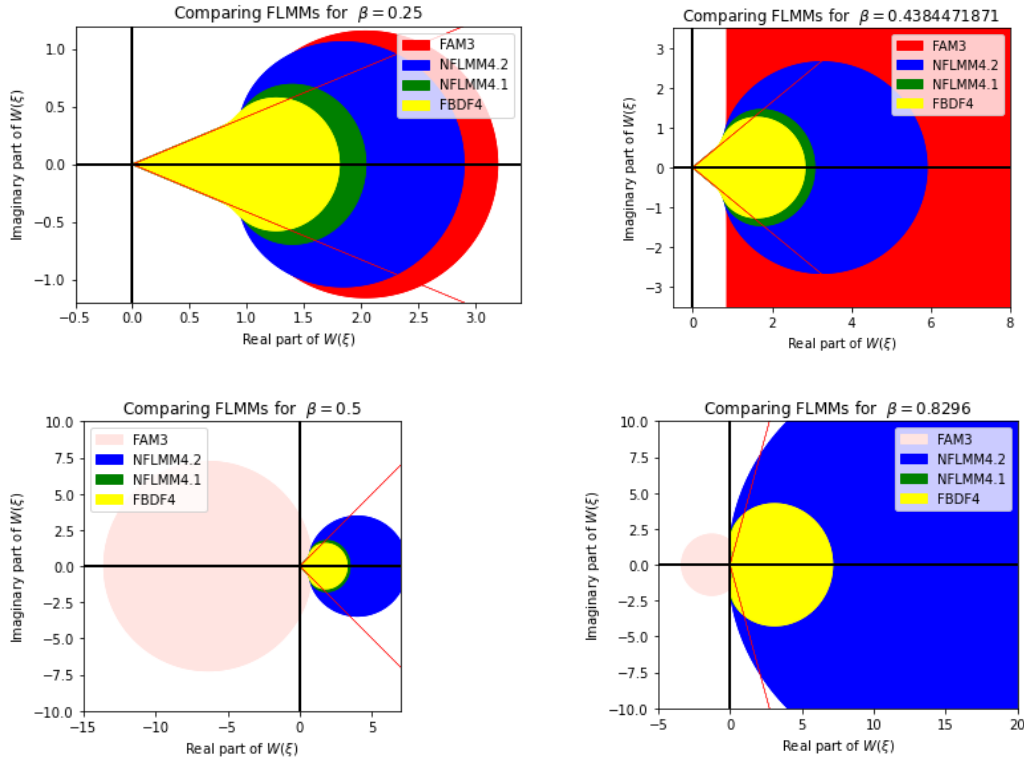 Comparing FLMMs for β = 0.25
Imaginary part of W(ξ)
1.0
0.5
0.0
−0.5
−1.0
FAM3
NFLMM4.2
NFLMM4.1
FBDF4
−0.5 0.0 0.5 1.0 1.5 2.0 2.5 3.0
Real part of W(ξ)
Comparing FLMMs for β = 0.4384471871
Imaginary part of W(ξ)
3
2
1
0
−1
−2
−3
FAM3
NFLMM4.2
NFLMM4.1
FBDF4
0 2 4 6 8
Real part of W(ξ)
Comparing FLMMs for β = 0.5
Imaginary part of W(ξ)
10.0
7.5
5.0
2.5
0.0
−2.5
−5.0
−7.5
−10.0
FAM3
NFLMM4.2
NFLMM4.1
FBDF4
−15 −10 −5 0 5
Real part of W(ξ)
Comparing FLMMs for β = 0.8296
Imaginary part of W(ξ)
10.0
7.5
5.0
2.5
0.0
−2.5
−5.0
−7.5
−10.0
FAM3
NFLMM4.2
NFLMM4.1
FBDF4
−5 0 5 10 15 20
Real part of W(ξ)